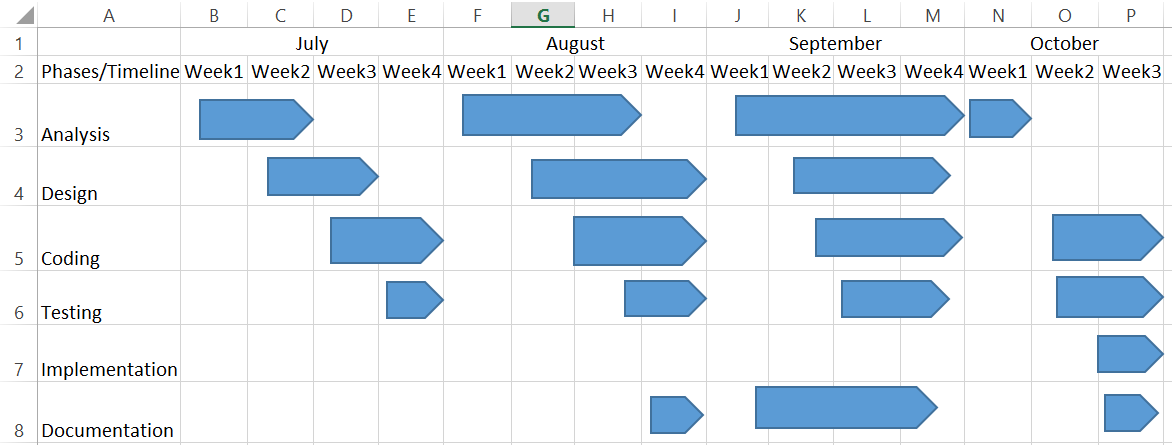 A B C D E F G H I J K L M N O P
1 July August September October
2 Phases/Timeline Week1 Week2 Week3 Week4 Week1 Week2 Week3 Week4 Week1 Week2 Week3 Week4 Week1 Week2 Week3
3 Analysis
4 Design
5 Coding
6 Testing
7 Implementation
8 Documentation